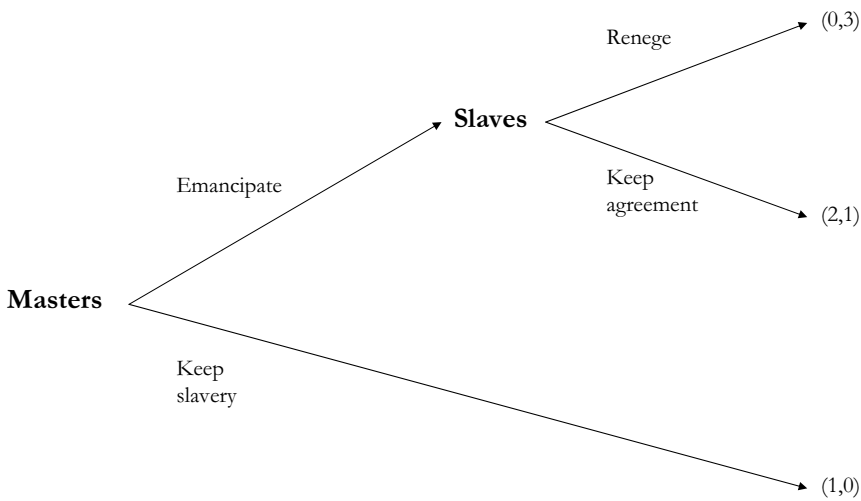 Renege
(0,3)
Slaves
Emancipate
Keep
agreement
(2,1)
Masters
Keep
slavery
(1,0)